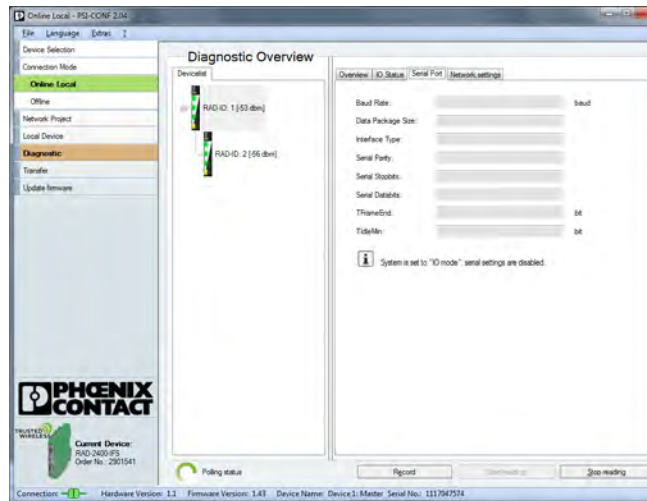 Online Local - PSI-CONF 2.04
File Language Extras ?
Device Selection
Connection Mode
Online Local
Offline
Network Project
Local Device
Diagnostic
Transfer
Update firmware
Diagnostic Overview
Devicelist
RAD-ID: 1 [-53 dbm]
RAD-ID: 2 [-56 dbm]
Overview IO Status Serial Port Network settings
Baud Rate: baud
Data Package Size:
Interface Type:
Serial Parity:
Serial Stopbits:
Serial Databits:
TFrameEnd: bit
TIdleMin: bit
System is set to "IO mode": serial settings are disabled.
PHŒNIX
CONTACT
TRUSTED
WIRELESS
Current Device:
RAD-2400-IFS
Order No.: 2901541
Polling status
Record
Stop reading
Connection: Hardware Version: 1.1 Firmware Version: 1.43 Device Name: Device 1: Master Serial No.: 1117047574